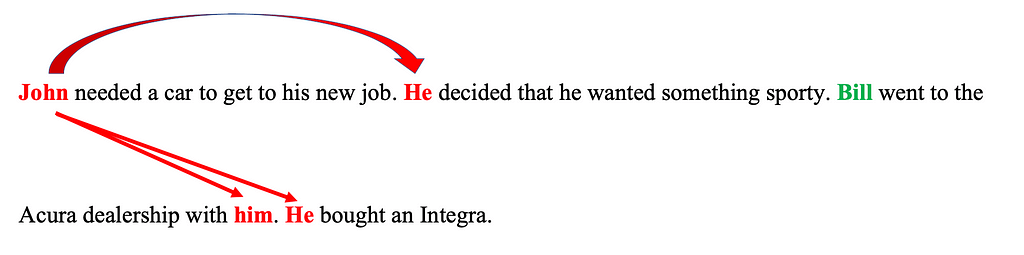 John needed a car to get to his new job. He decided that he wanted something sporty. Bill went to the
Acura dealership with him. He bought an Integra.